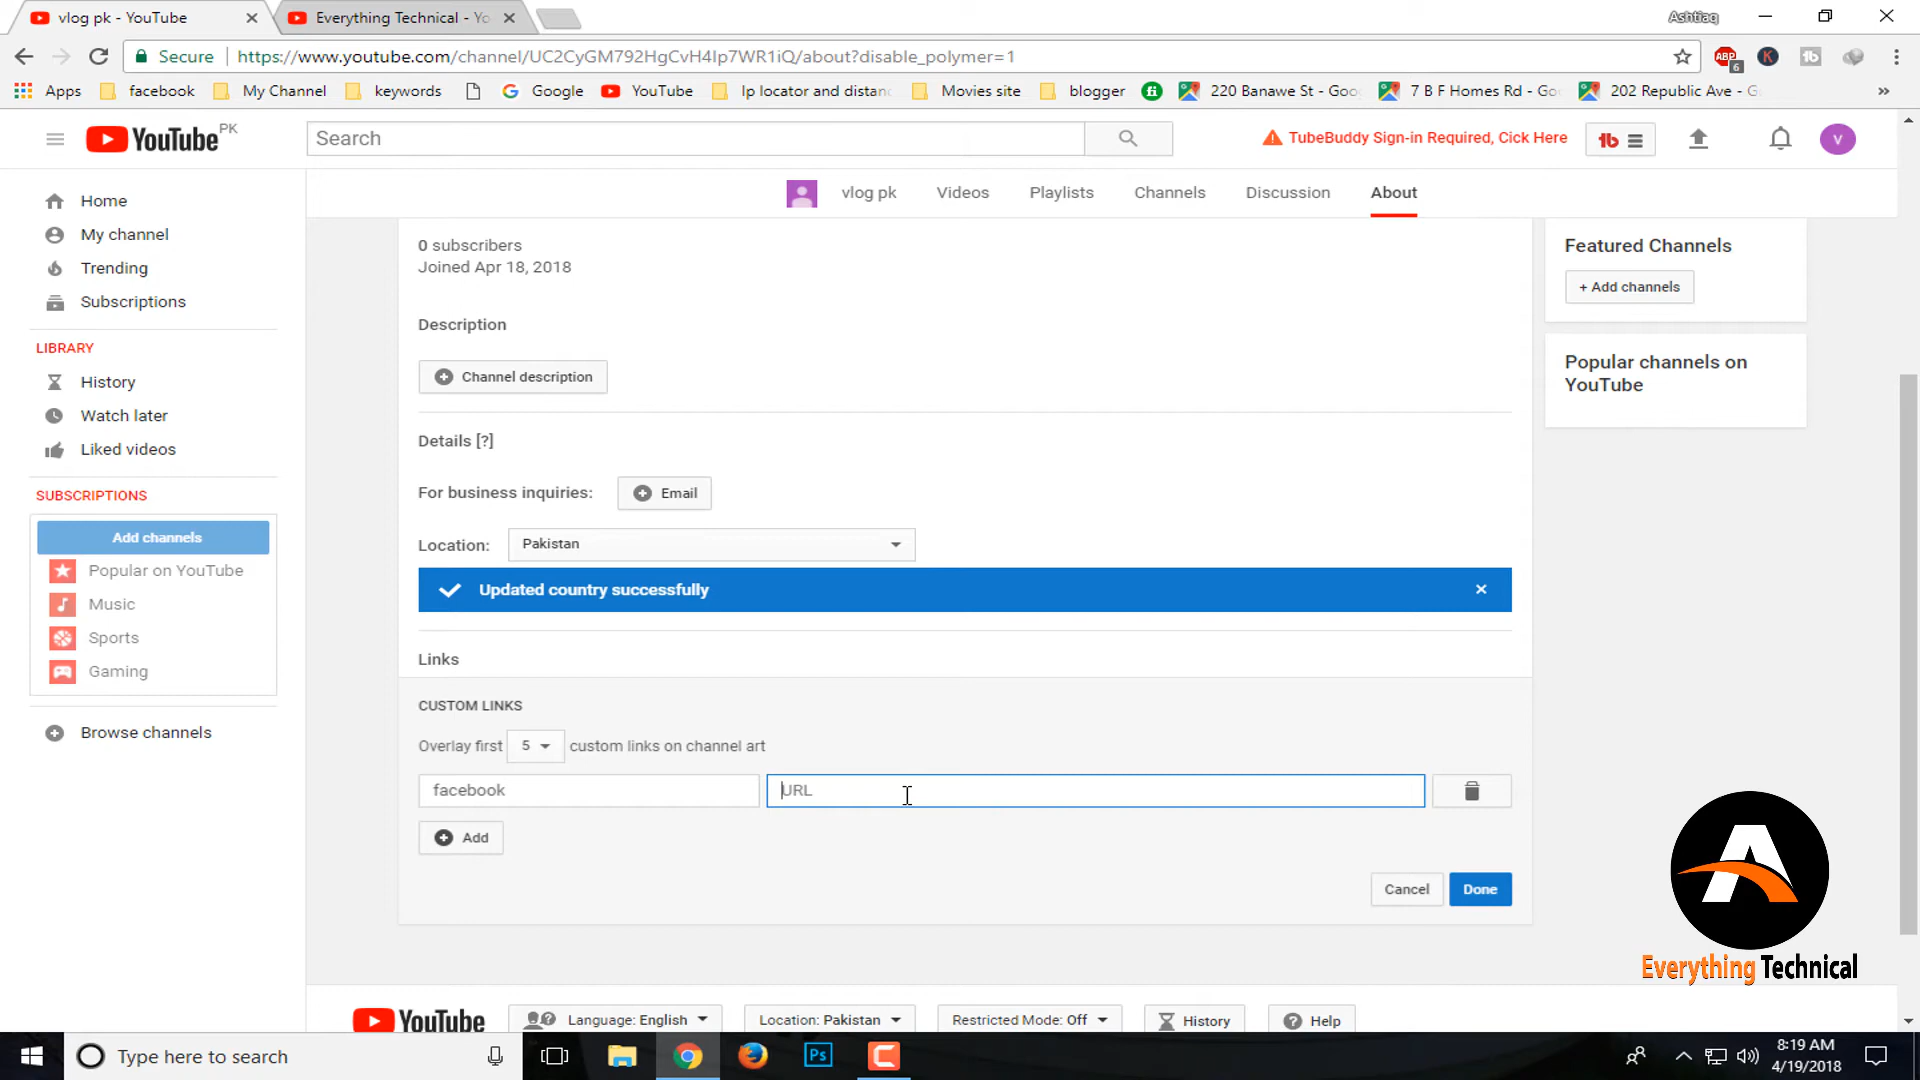 vlog pk - YouTube
Everything Technical - Yo
Ashtiaq
Secure
https://www.youtube.com/channel/UC2CyGM792HgCvH4Ip7WR1iQ/about?disable_polymer=1
ABP
6
K
Apps
facebook
My Channel
keywords
Google
YouTube
Ip locator and distanc
Movies site
blogger
fi
220 Banawe St - Goo
7 B F Homes Rd - Go
202 Republic Ave - G
»
YouTube PK
Search
TubeBuddy Sign-in Required, Cick Here
V
vlog pk
Videos
Playlists
Channels
Discussion
About
Home
My channel
Trending
Subscriptions
LIBRARY
History
Watch later
Liked videos
SUBSCRIPTIONS
Add channels
Popular on YouTube
Music
Sports
Gaming
Browse channels
0 subscribers
Joined Apr 18, 2018
Description
Channel description
Details [?]
For business inquiries:
Email
Location:
Pakistan
Updated country successfully
Links
CUSTOM LINKS
Overlay first 5 custom links on channel art
facebook
URL
Add
Cancel
Done
Featured Channels
+ Add channels
Popular channels on
YouTube
Everything Technical
YouTube
Language: English
Location: Pakistan
Restricted Mode: Off
History
Help
Type here to search
Ps
8:19 AM
4/19/2018